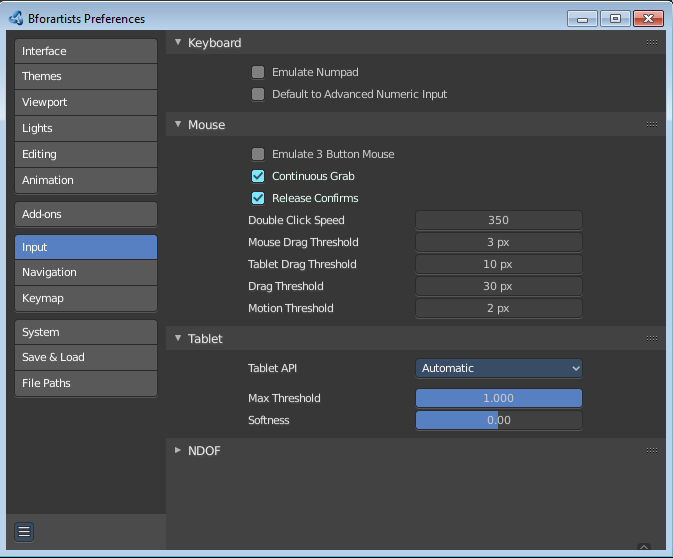 Bforartists Preferences
Interface
Themes
Viewport
Lights
Editing
Animation
Add-ons
Input
Navigation
Keymap
System
Save & Load
File Paths
Keyboard
Emulate Numpad
Default to Advanced Numeric Input
Mouse
Emulate 3 Button Mouse
Continuous Grab
Release Confirms
Double Click Speed 350
Mouse Drag Threshold 3 px
Tablet Drag Threshold 10 px
Drag Threshold 30 px
Motion Threshold 2 px
Tablet
Tablet API Automatic
Max Threshold 1.000
Softness 0.00
NDOF